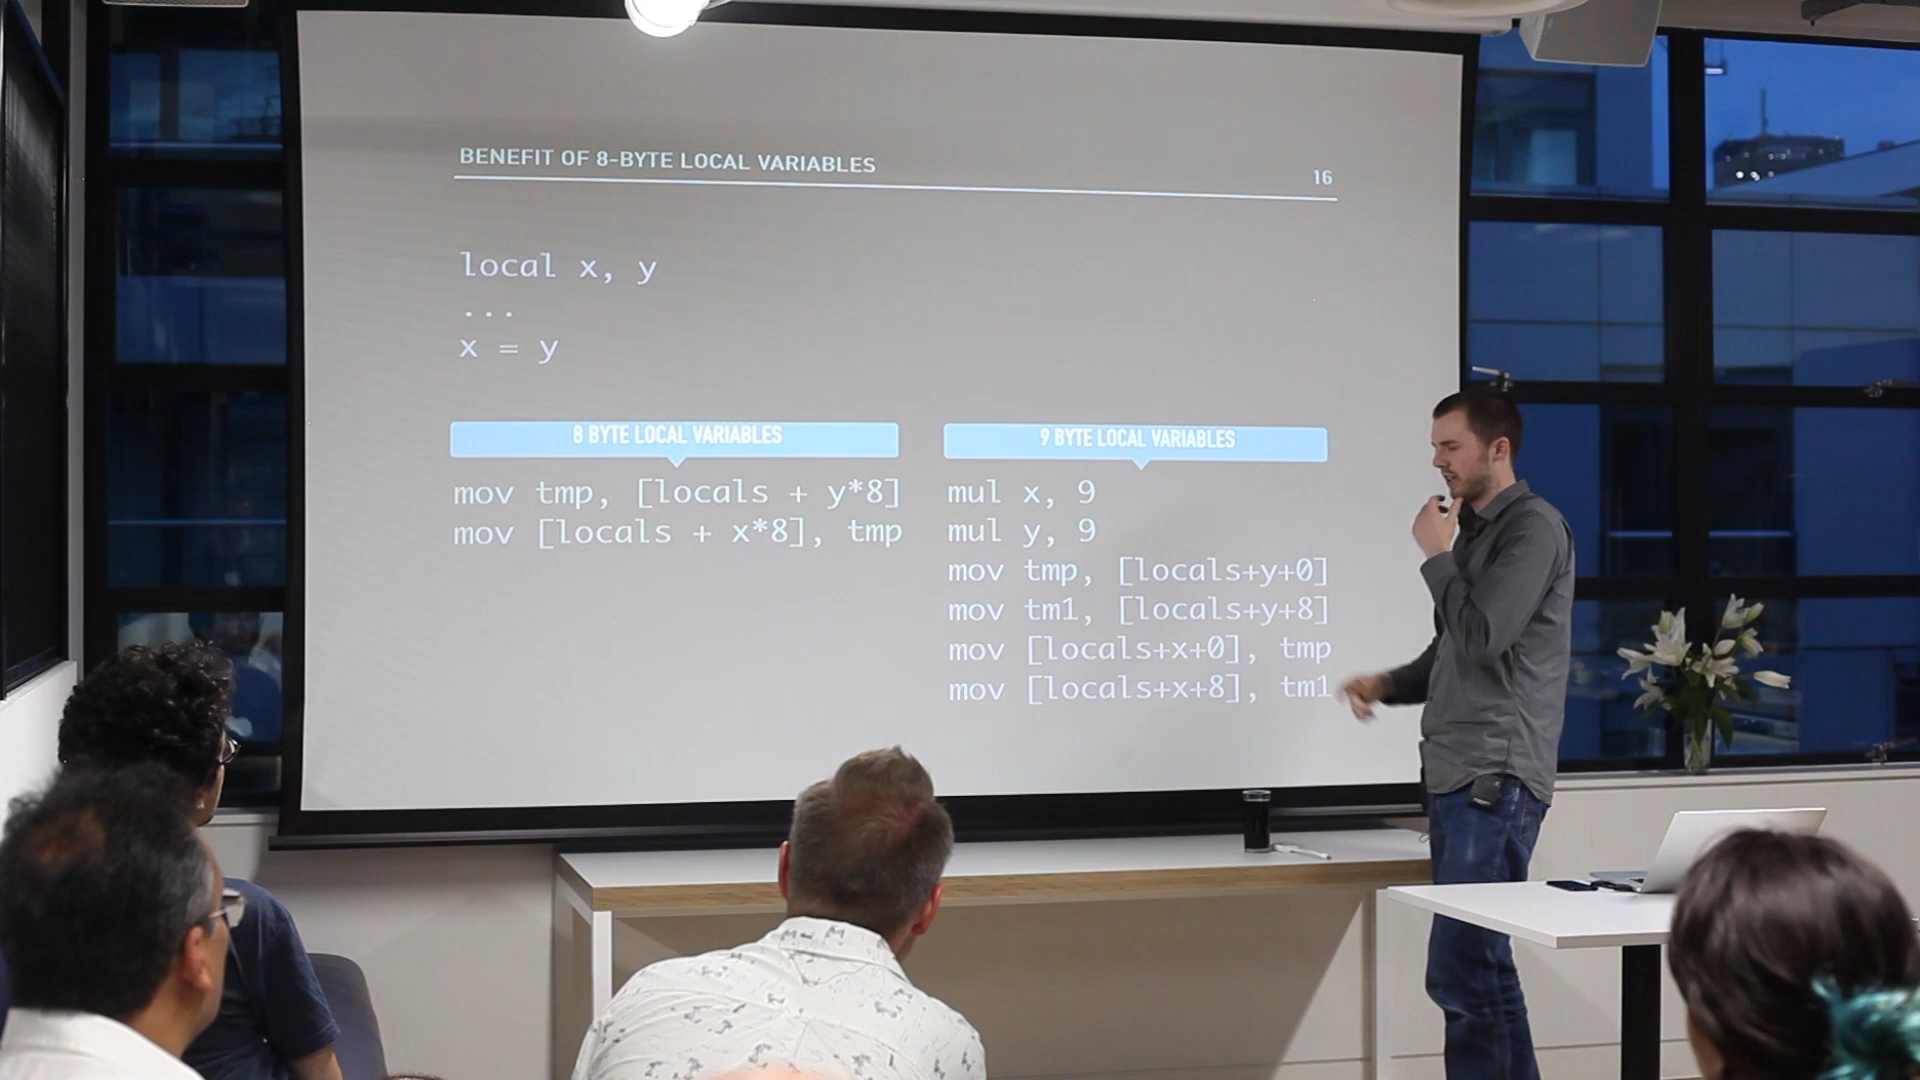 BENEFIT OF 8-BYTE LOCAL VARIABLES
16
local x, y
...
x = y
8 BYTE LOCAL VARIABLES
mov tmp, [locals + y*8]
mov [locals + x*8], tmp
9 BYTE LOCAL VARIABLES
mul x, 9
mul y, 9
mov tmp, [locals+y+0]
mov tm1, [locals+y+8]
mov [locals+x+0], tmp
mov [locals+x+8], tm1